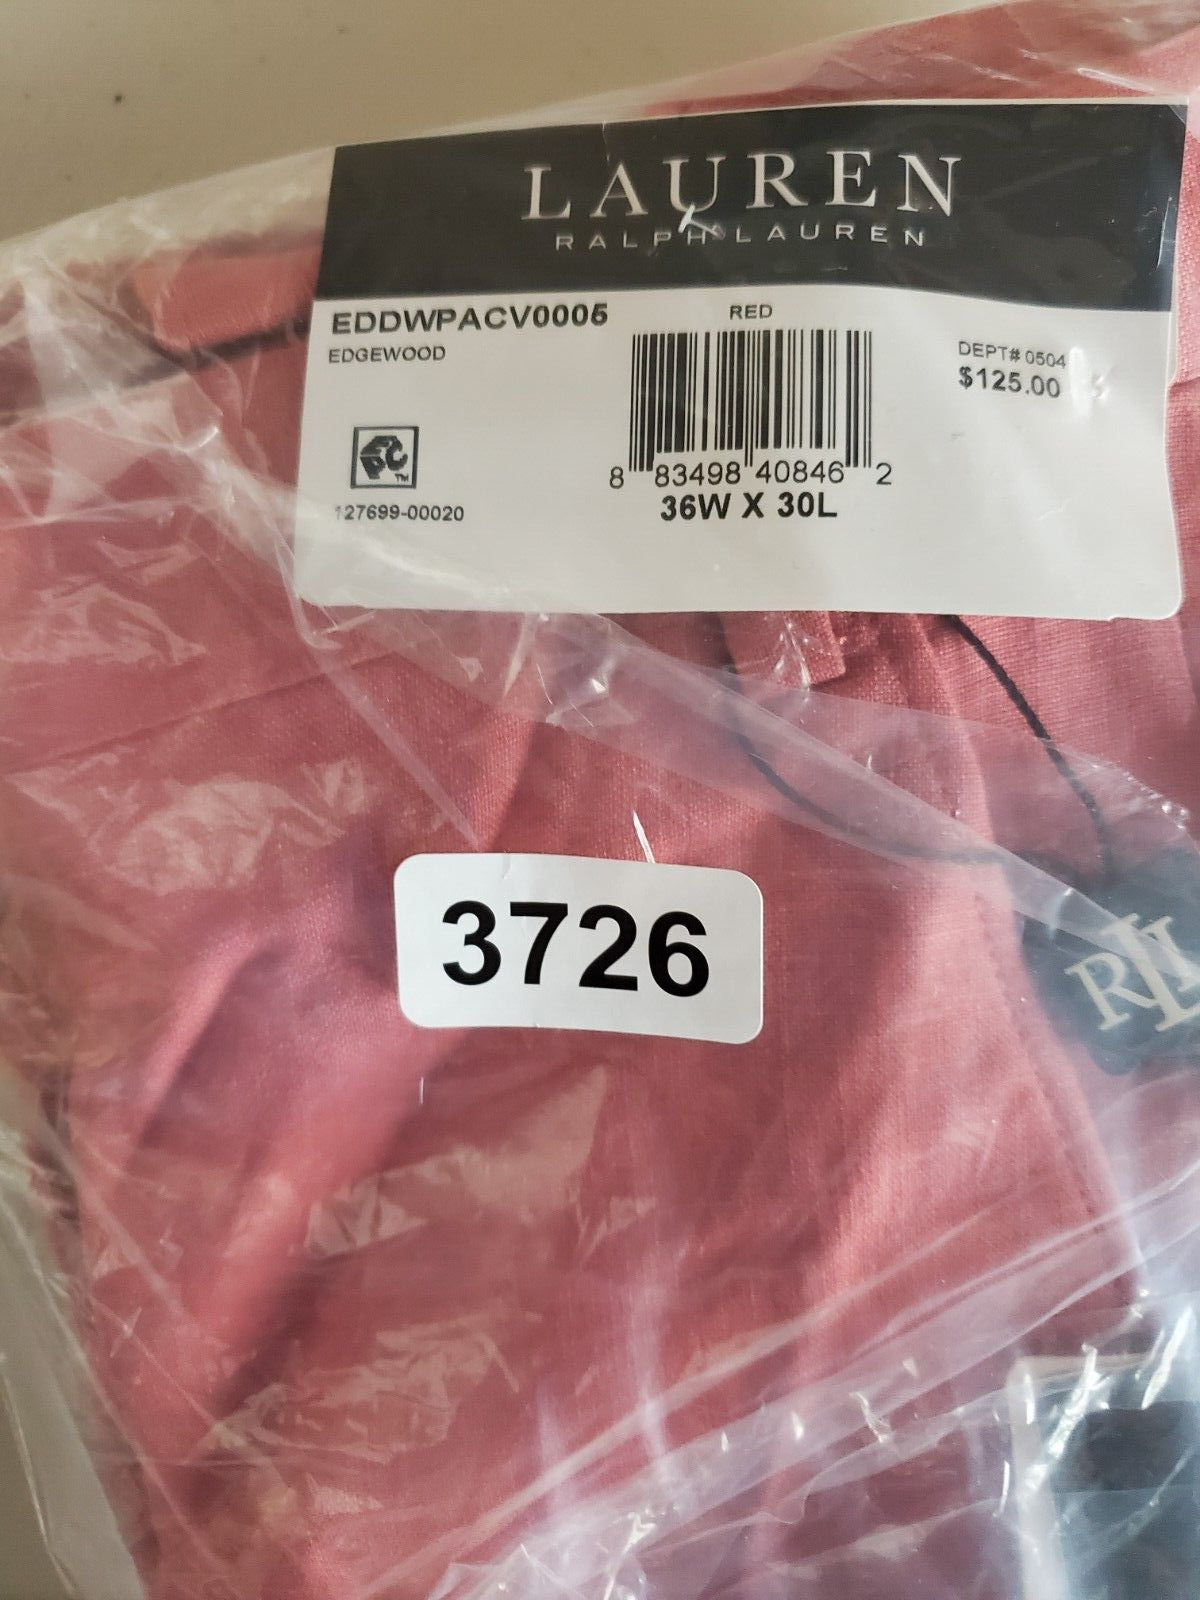 LAUREN
RALPH LAUREN
EDDWPACV0005
RED
EDGEWOOD
DEPT# 0504
$125.00
8 83498 40846 2
127699-00020
36W X 30L
3726
RLL